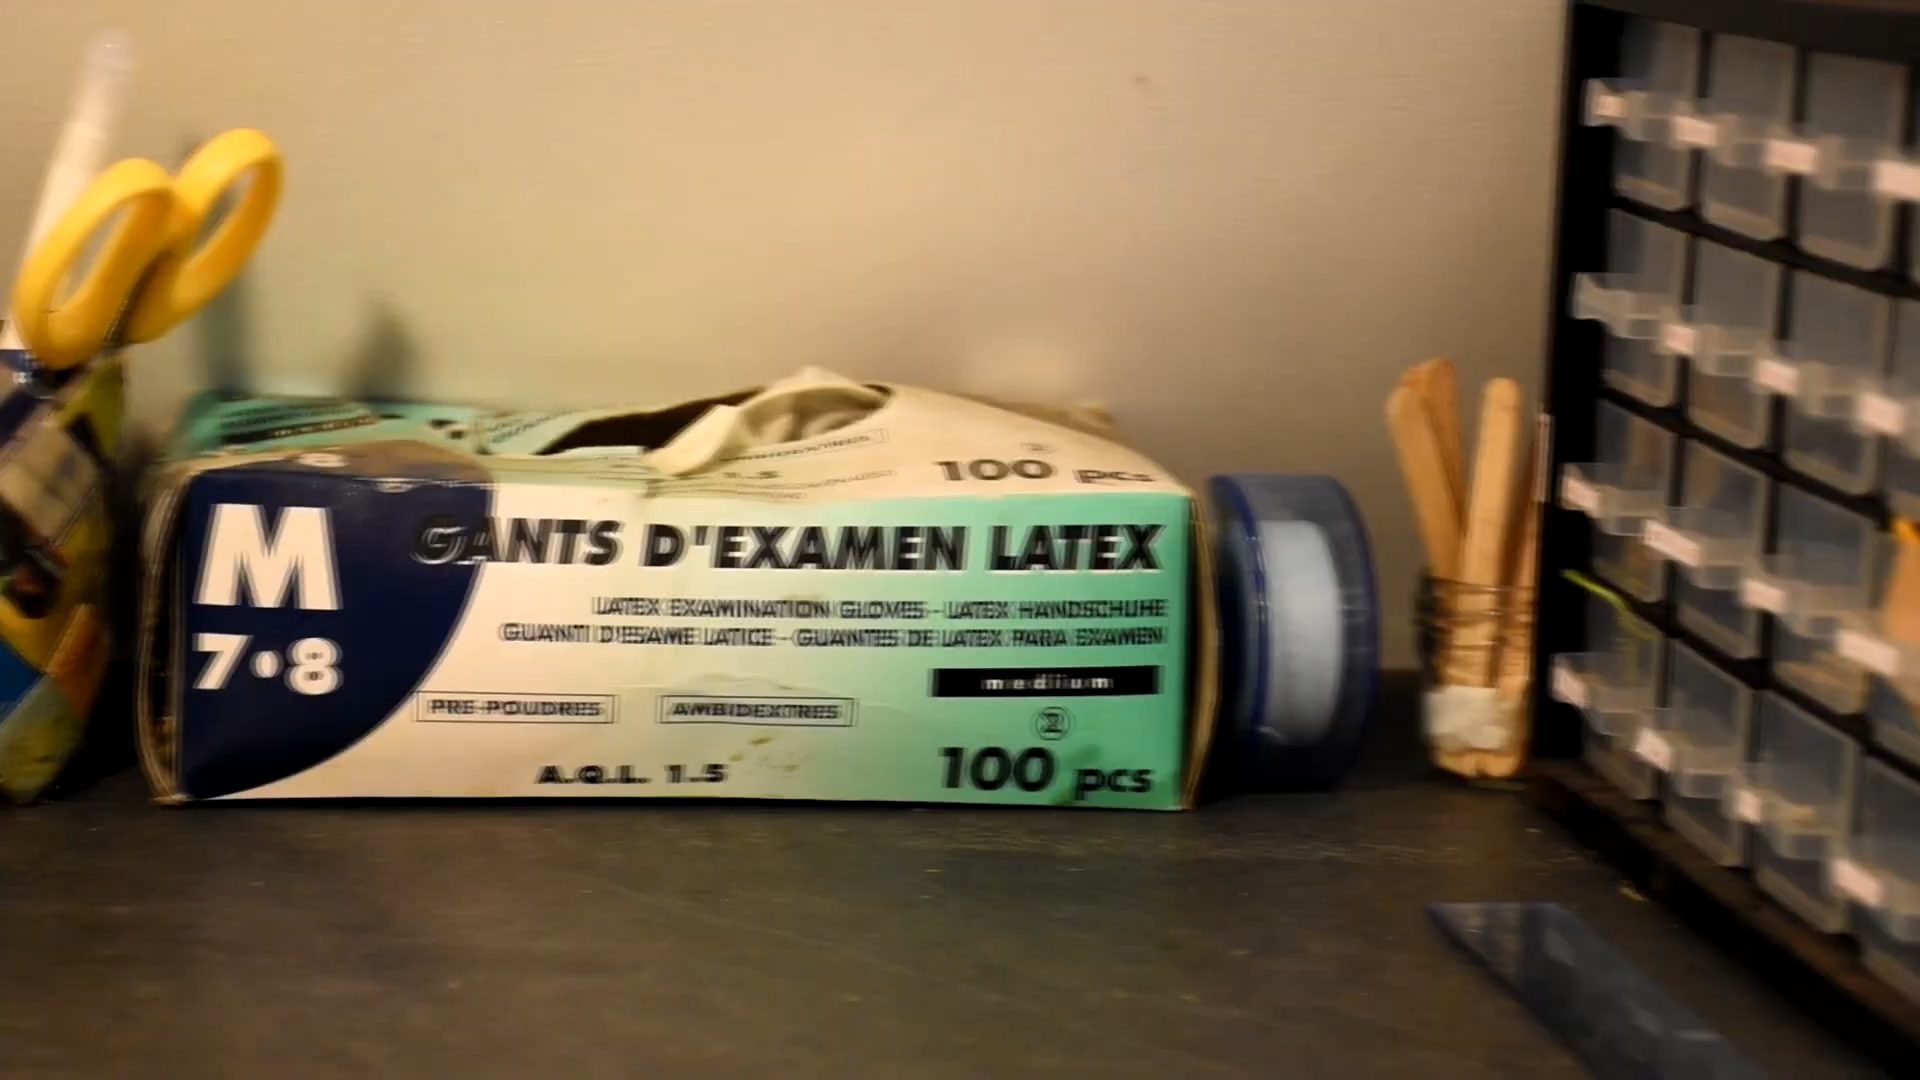 100 pcs
M
7·8
GANTS D'EXAMEN LATEX
LATEX EXAMINATION GLOVES - LATEX HANDSCHUHE
GUANTI D'ESAME LATICE - GUANTES DE LATEX PARA EXAMEN
medium
PRE-POUDRES
AMBIDEXTRES
2
A.Q.L. 1.5
100 pcs